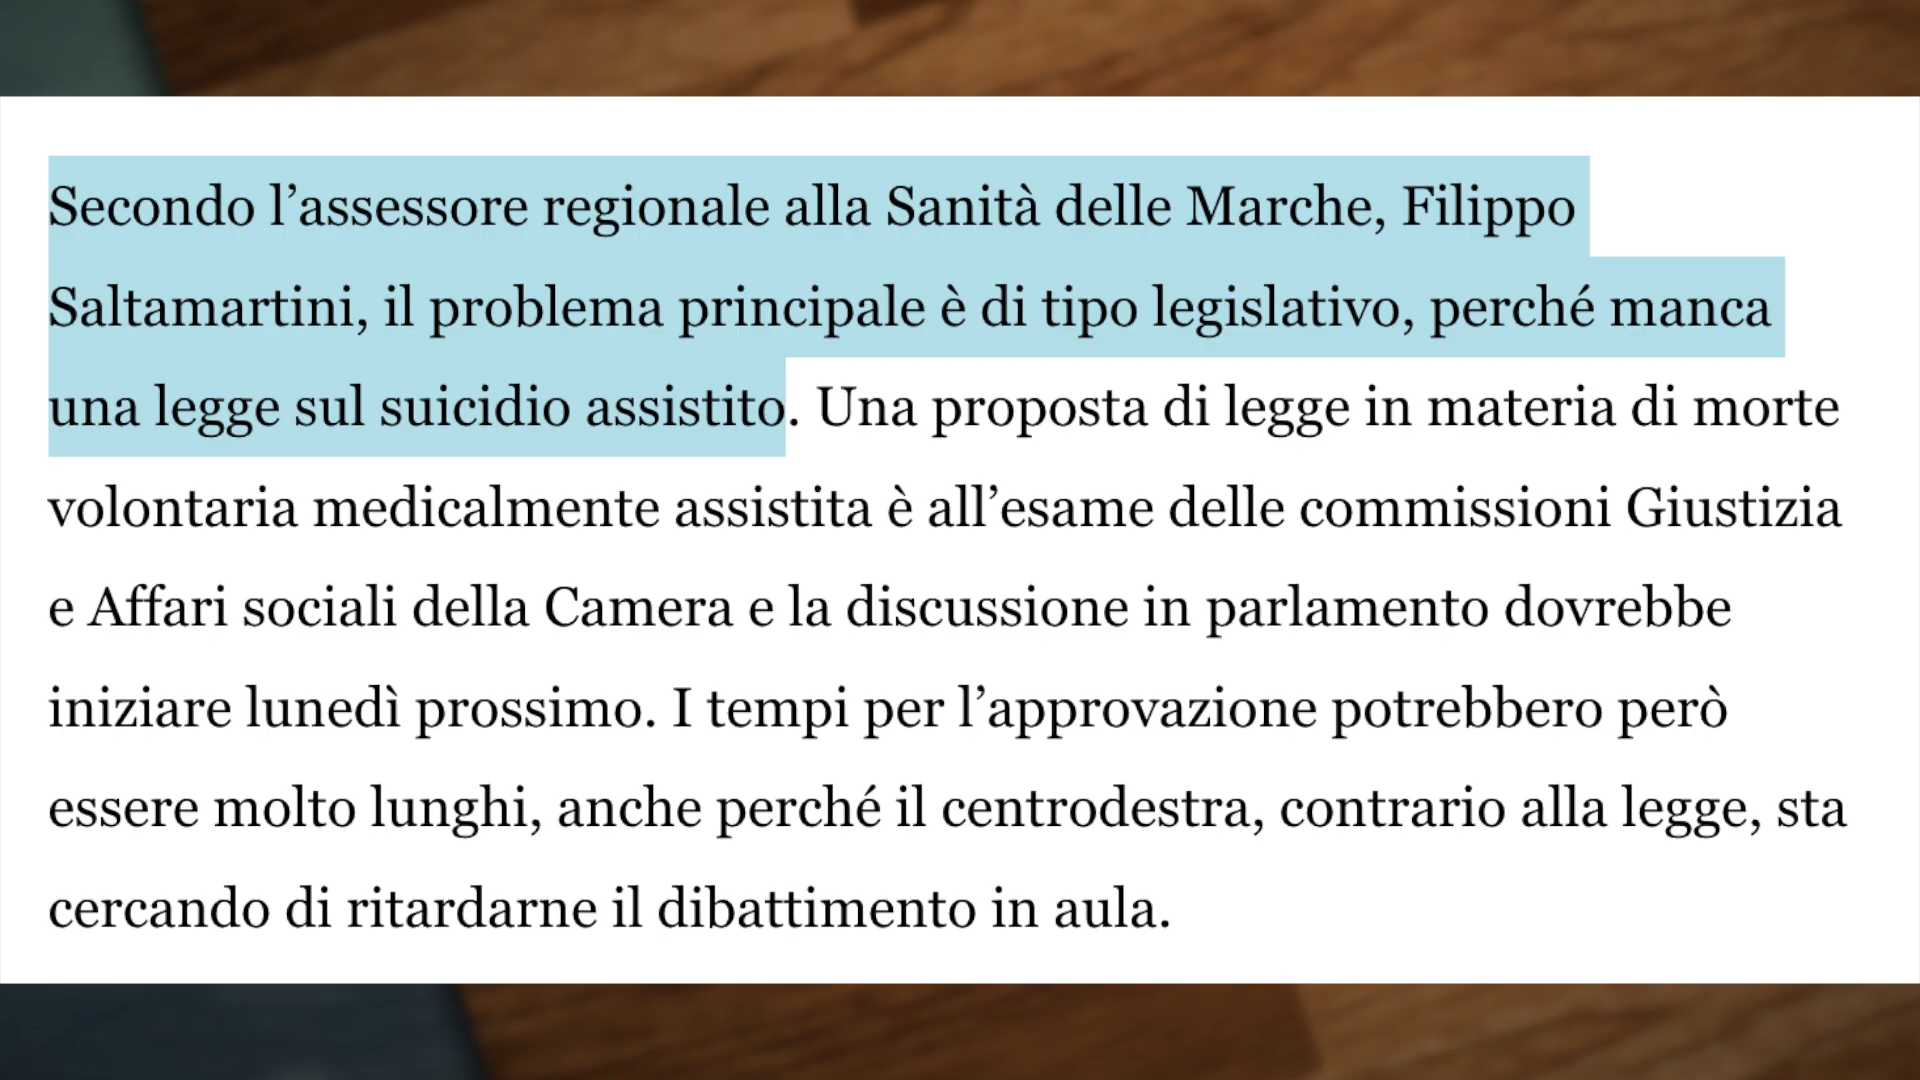 Secondo l’assessore regionale alla Sanità delle Marche, Filippo
Saltamartini, il problema principale è di tipo legislativo, perché manca
una legge sul suicidio assistito. Una proposta di legge in materia di morte
volontaria medicalmente assistita è all’esame delle commissioni Giustizia
e Affari sociali della Camera e la discussione in parlamento dovrebbe
iniziare lunedì prossimo. I tempi per l’approvazione potrebbero però
essere molto lunghi, anche perché il centrodestra, contrario alla legge, sta
cercando di ritardarne il dibattimento in aula.